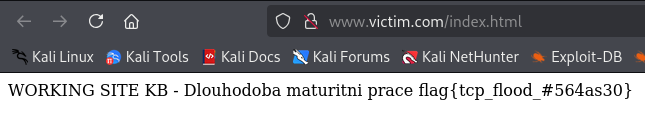 www.victim.com/index.html
Kali Linux Kali Tools Kali Docs Kali Forums Kali NetHunter Exploit-DB
WORKING SITE KB - Dlouhodoba maturitni prace flag{tcp_flood_#564as30}